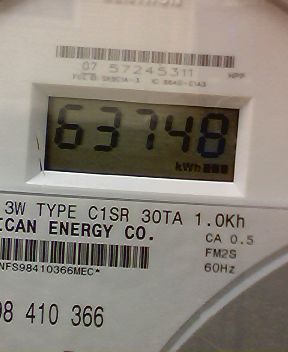 07 57245311 HPP
63748
kWh
3W TYPE C1SR 30TA 1.0Kh
ICAN ENERGY CO.
CA 0.5
FM2S
NFS98410366MEC*
60Hz
98 410 366